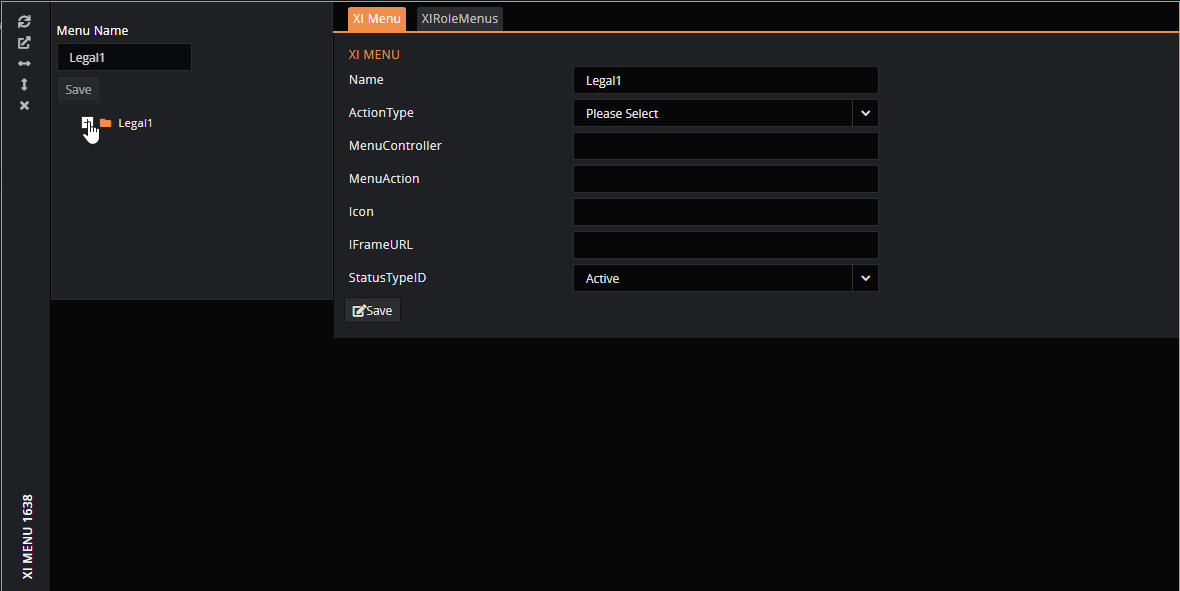 Menu Name
Legal1
Save
Legal1
XI Menu XIRoleMenus
XI MENU
Name Legal1
ActionType Please Select
MenuController
MenuAction
Icon
IFrameURL
StatusTypeID Active
Save
XI MENU 1638